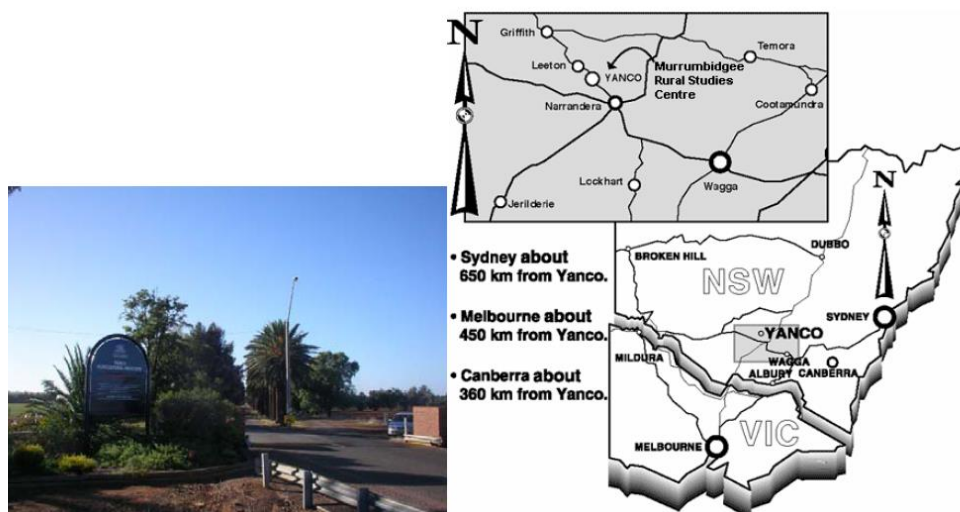 N
Griffith
Temora
Leeton
YANCO
Murrumbidgee
Rural Studies
Centre
Narrandera
Cootamundra
Lockhart
Wagga
Jerilderie
N
• Sydney about
650 km from Yanco.
• Melbourne about
450 km from Yanco.
• Canberra about
360 km from Yanco.
BROKEN HILL
DUBBO
NSW
SYDNEY
YANCO
MILDURA
WAGGA
ALBURY
CANBERRA
MELBOURNE
VIC